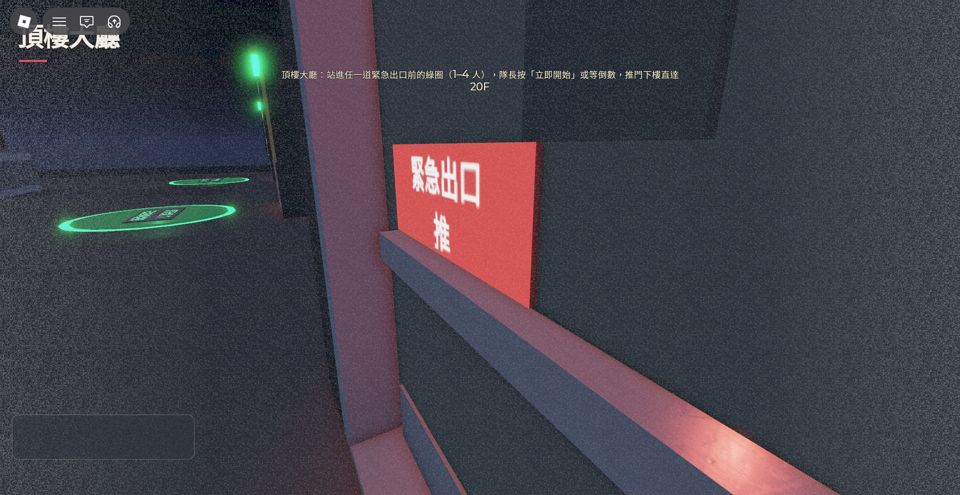 頂樓大廳
頂樓大廳：站進任一道緊急出口前的綠圈（1–4 人），隊長按「立即開始」或等倒數，推門下樓直達
20F
緊急出口
推